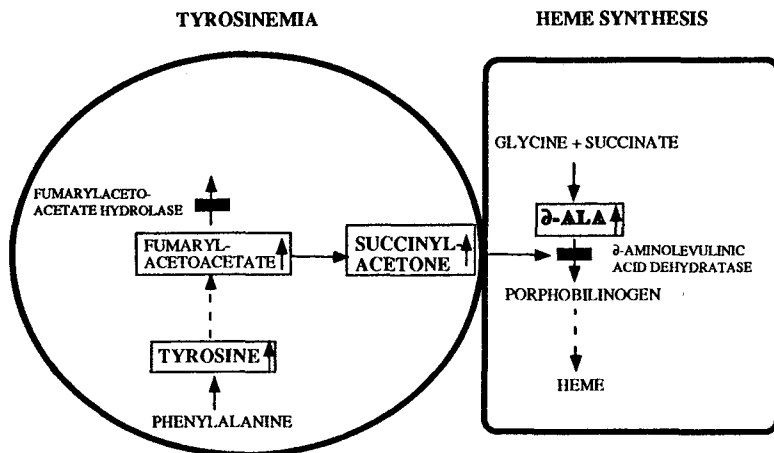 TYROSINEMIA
FUMARYLACETO-
ACETATE HYDROLASE
FUMARYL-
ACETOACETATE
SUCCINYL-
ACETONE
TYROSINE
PHENYLALANINE
HEME SYNTHESIS
GLYCINE + SUCCINATE
∂-ALA
∂-AMINOLEVULINIC
ACID DEHYDRATASE
PORPHOBILINOGEN
HEME